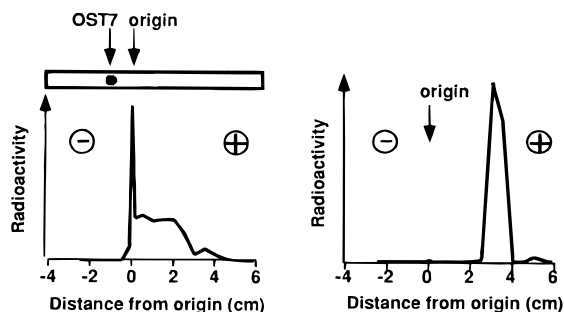 OST7 origin
Radioactivity
− +
-4 -2 0 2 4 6
Distance from origin (cm)
origin
Radioactivity
− +
-4 -2 0 2 4 6
Distance from origin (cm)